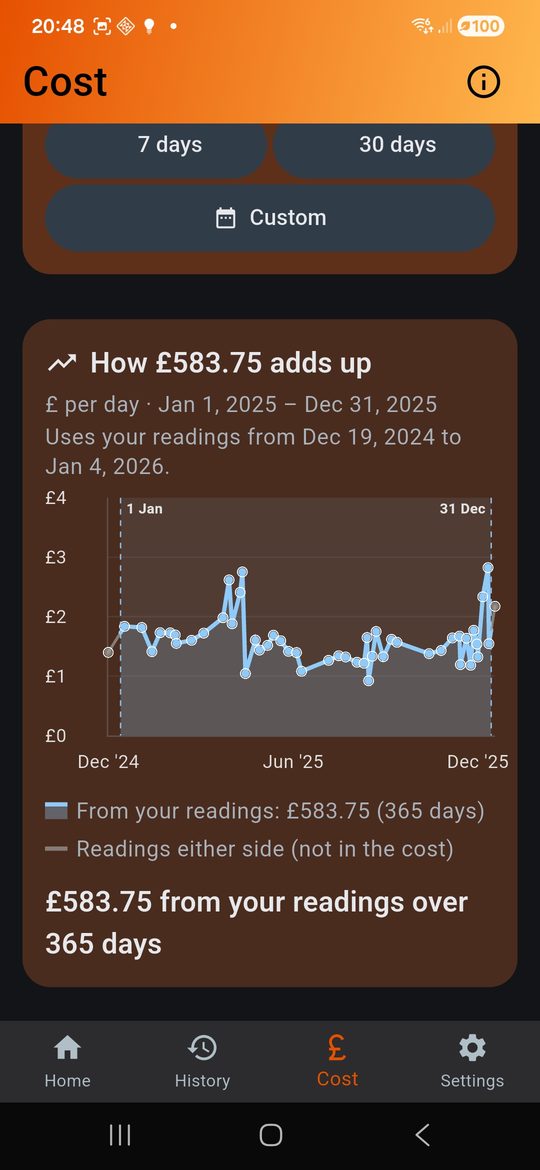 20:48
100
Cost
7 days
30 days
Custom
How £583.75 adds up
£ per day · Jan 1, 2025 – Dec 31, 2025
Uses your readings from Dec 19, 2024 to
Jan 4, 2026.
£4
1 Jan
31 Dec
£3
£2
£1
£0
Dec '24
Jun '25
Dec '25
From your readings: £583.75 (365 days)
Readings either side (not in the cost)
£583.75 from your readings over
365 days
£
Home
History
Cost
Settings